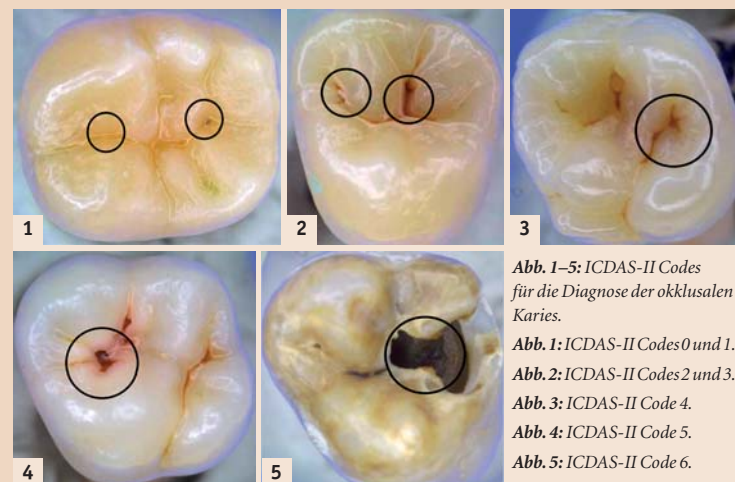 1
2
3
4
5
Abb. 1–5: ICDAS-II Codes
für die Diagnose der okklusalen
Karies.
Abb. 1: ICDAS-II Codes 0 und 1.
Abb. 2: ICDAS-II Codes 2 und 3.
Abb. 3: ICDAS-II Code 4.
Abb. 4: ICDAS-II Code 5.
Abb. 5: ICDAS-II Code 6.